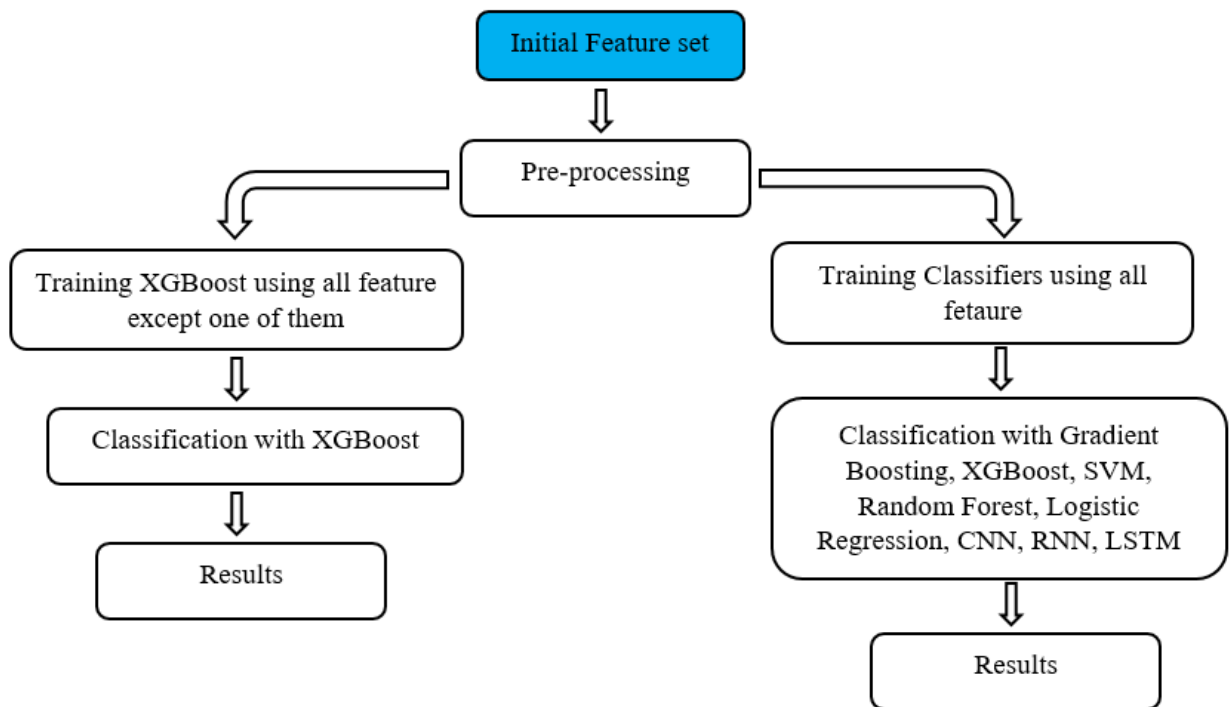 Initial Feature set
Pre-processing
Training XGBoost using all feature
except one of them
Classification with XGBoost
Results
Training Classifiers using all
fetaure
Classification with Gradient
Boosting, XGBoost, SVM,
Random Forest, Logistic
Regression, CNN, RNN, LSTM
Results